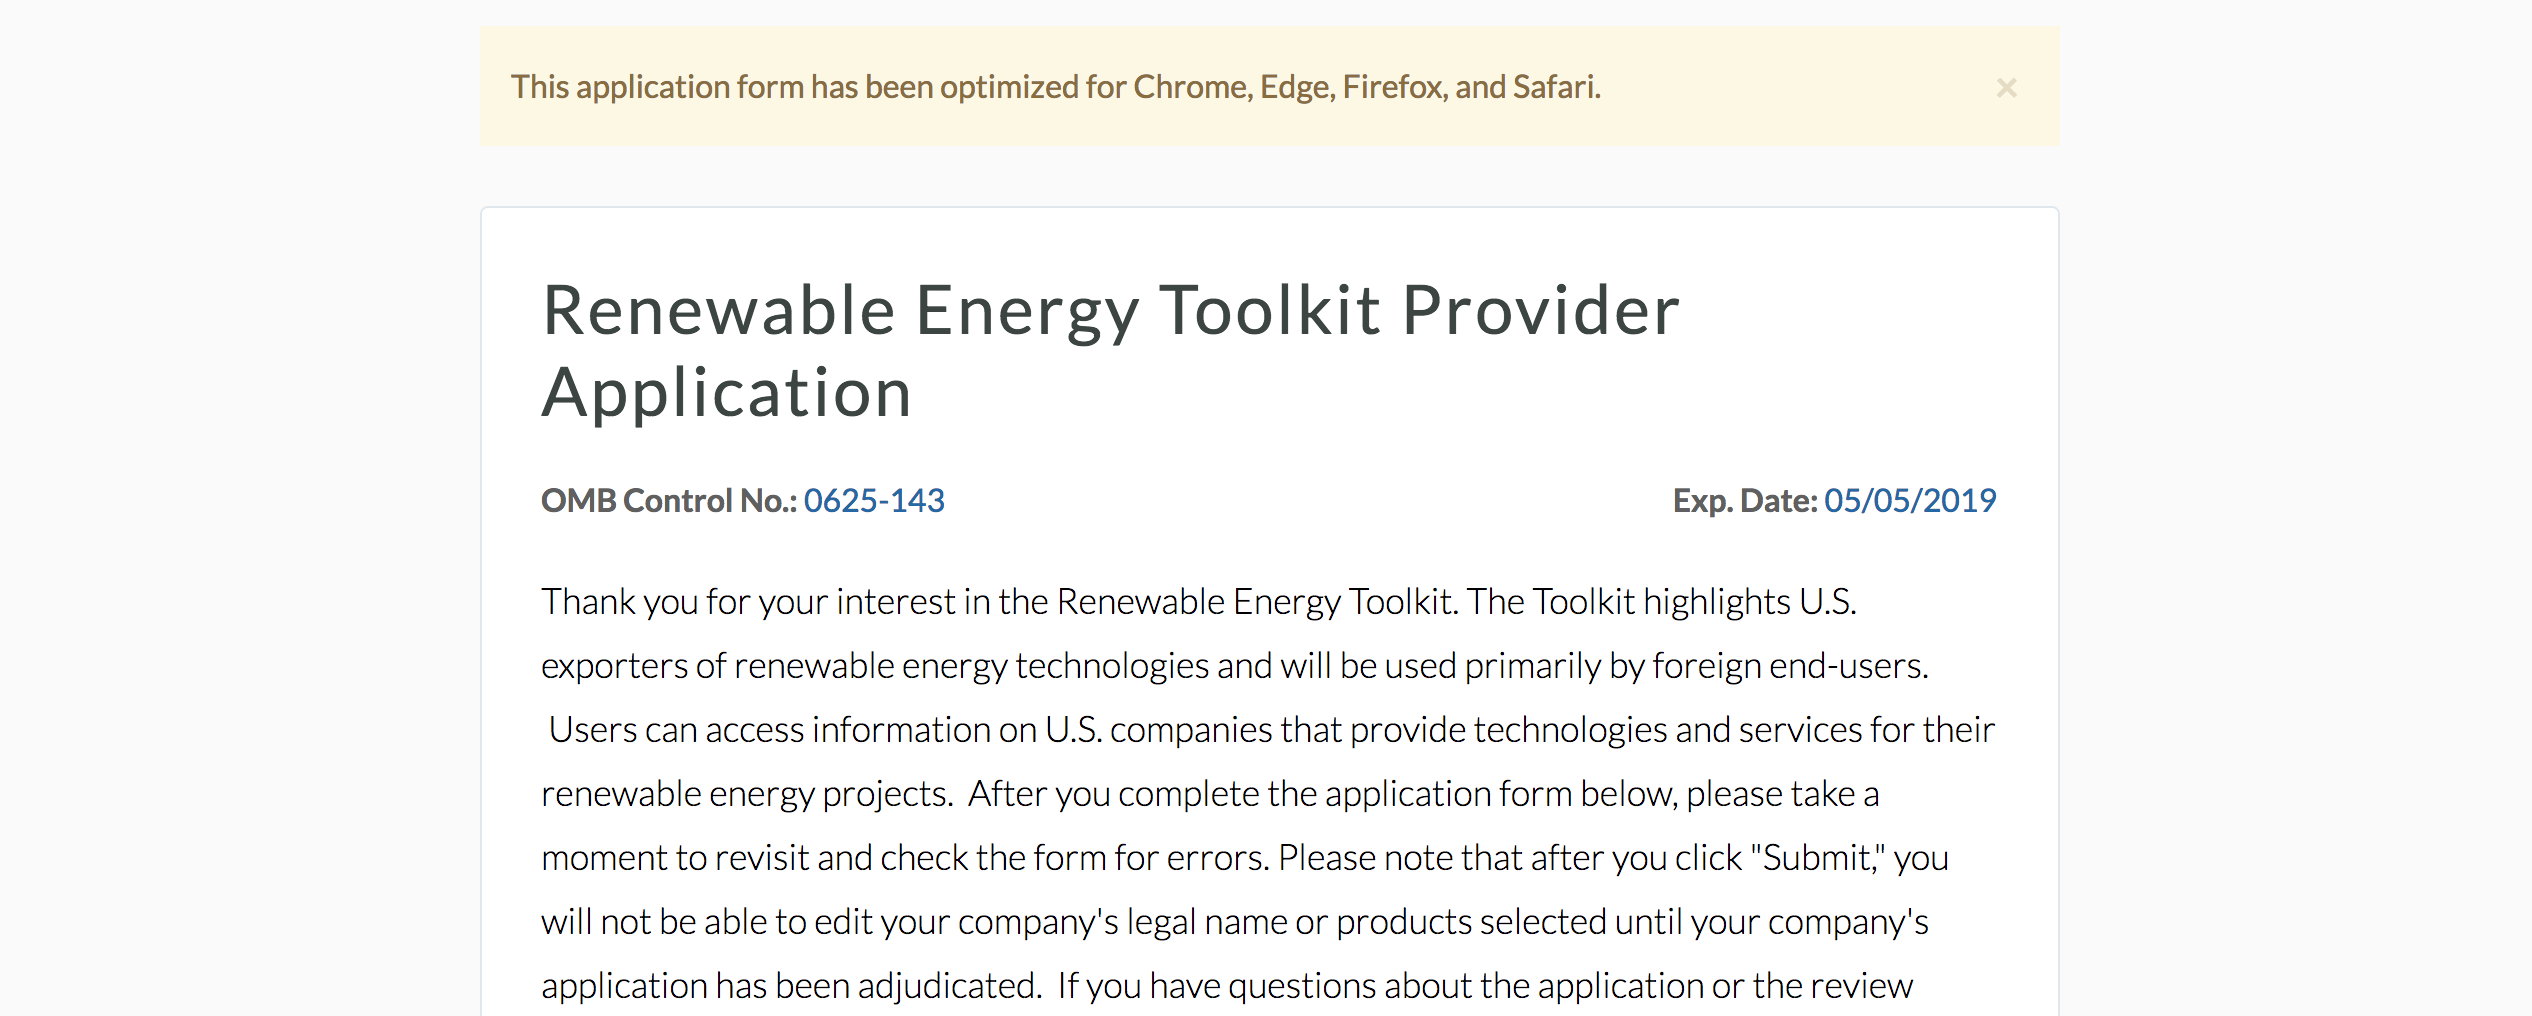 This application form has been optimized for Chrome, Edge, Firefox, and Safari. ×
Renewable Energy Toolkit Provider
Application
OMB Control No.: 0625-143 Exp. Date: 05/05/2019
Thank you for your interest in the Renewable Energy Toolkit. The Toolkit highlights U.S.
exporters of renewable energy technologies and will be used primarily by foreign end-users.
Users can access information on U.S. companies that provide technologies and services for their
renewable energy projects.  After you complete the application form below, please take a
moment to revisit and check the form for errors. Please note that after you click "Submit," you
will not be able to edit your company's legal name or products selected until your company's
application has been adjudicated.  If you have questions about the application or the review